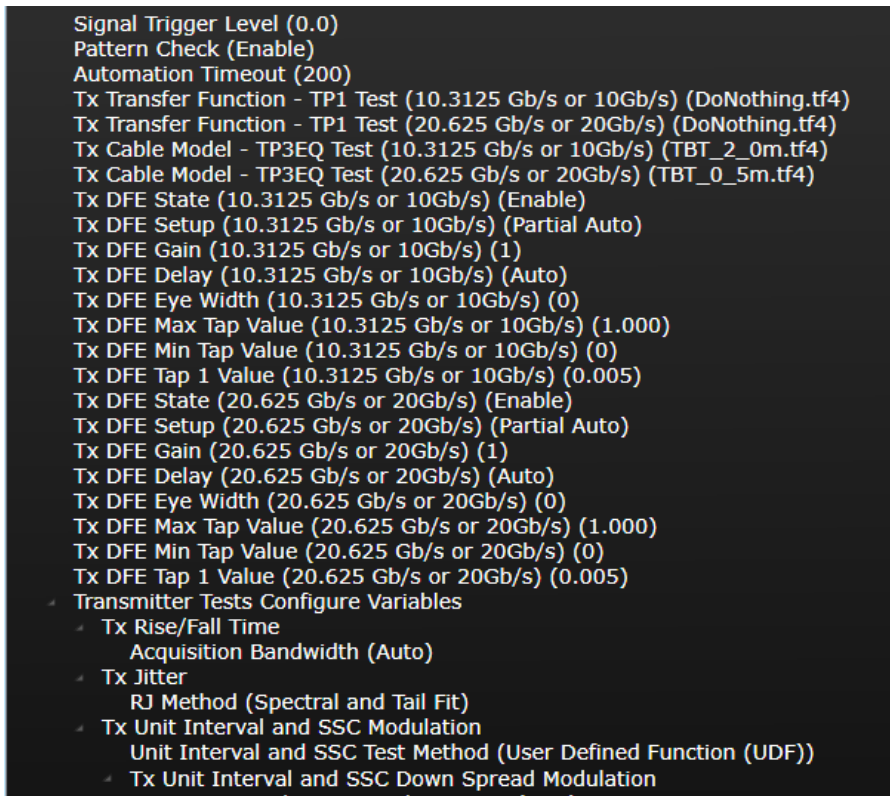 Signal Trigger Level (0.0)
Pattern Check (Enable)
Automation Timeout (200)
Tx Transfer Function - TP1 Test (10.3125 Gb/s or 10Gb/s) (DoNothing.tf4)
Tx Transfer Function - TP1 Test (20.625 Gb/s or 20Gb/s) (DoNothing.tf4)
Tx Cable Model - TP3EQ Test (10.3125 Gb/s or 10Gb/s) (TBT_2_0m.tf4)
Tx Cable Model - TP3EQ Test (20.625 Gb/s or 20Gb/s) (TBT_0_5m.tf4)
Tx DFE State (10.3125 Gb/s or 10Gb/s) (Enable)
Tx DFE Setup (10.3125 Gb/s or 10Gb/s) (Partial Auto)
Tx DFE Gain (10.3125 Gb/s or 10Gb/s) (1)
Tx DFE Delay (10.3125 Gb/s or 10Gb/s) (Auto)
Tx DFE Eye Width (10.3125 Gb/s or 10Gb/s) (0)
Tx DFE Max Tap Value (10.3125 Gb/s or 10Gb/s) (1.000)
Tx DFE Min Tap Value (10.3125 Gb/s or 10Gb/s) (0)
Tx DFE Tap 1 Value (10.3125 Gb/s or 10Gb/s) (0.005)
Tx DFE State (20.625 Gb/s or 20Gb/s) (Enable)
Tx DFE Setup (20.625 Gb/s or 20Gb/s) (Partial Auto)
Tx DFE Gain (20.625 Gb/s or 20Gb/s) (1)
Tx DFE Delay (20.625 Gb/s or 20Gb/s) (Auto)
Tx DFE Eye Width (20.625 Gb/s or 20Gb/s) (0)
Tx DFE Max Tap Value (20.625 Gb/s or 20Gb/s) (1.000)
Tx DFE Min Tap Value (20.625 Gb/s or 20Gb/s) (0)
Tx DFE Tap 1 Value (20.625 Gb/s or 20Gb/s) (0.005)
Transmitter Tests Configure Variables
Tx Rise/Fall Time
Acquisition Bandwidth (Auto)
Tx Jitter
RJ Method (Spectral and Tail Fit)
Tx Unit Interval and SSC Modulation
Unit Interval and SSC Test Method (User Defined Function (UDF))
Tx Unit Interval and SSC Down Spread Modulation